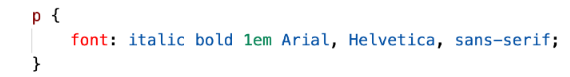 p {
    font: italic bold 1em Arial, Helvetica, sans-serif;
}